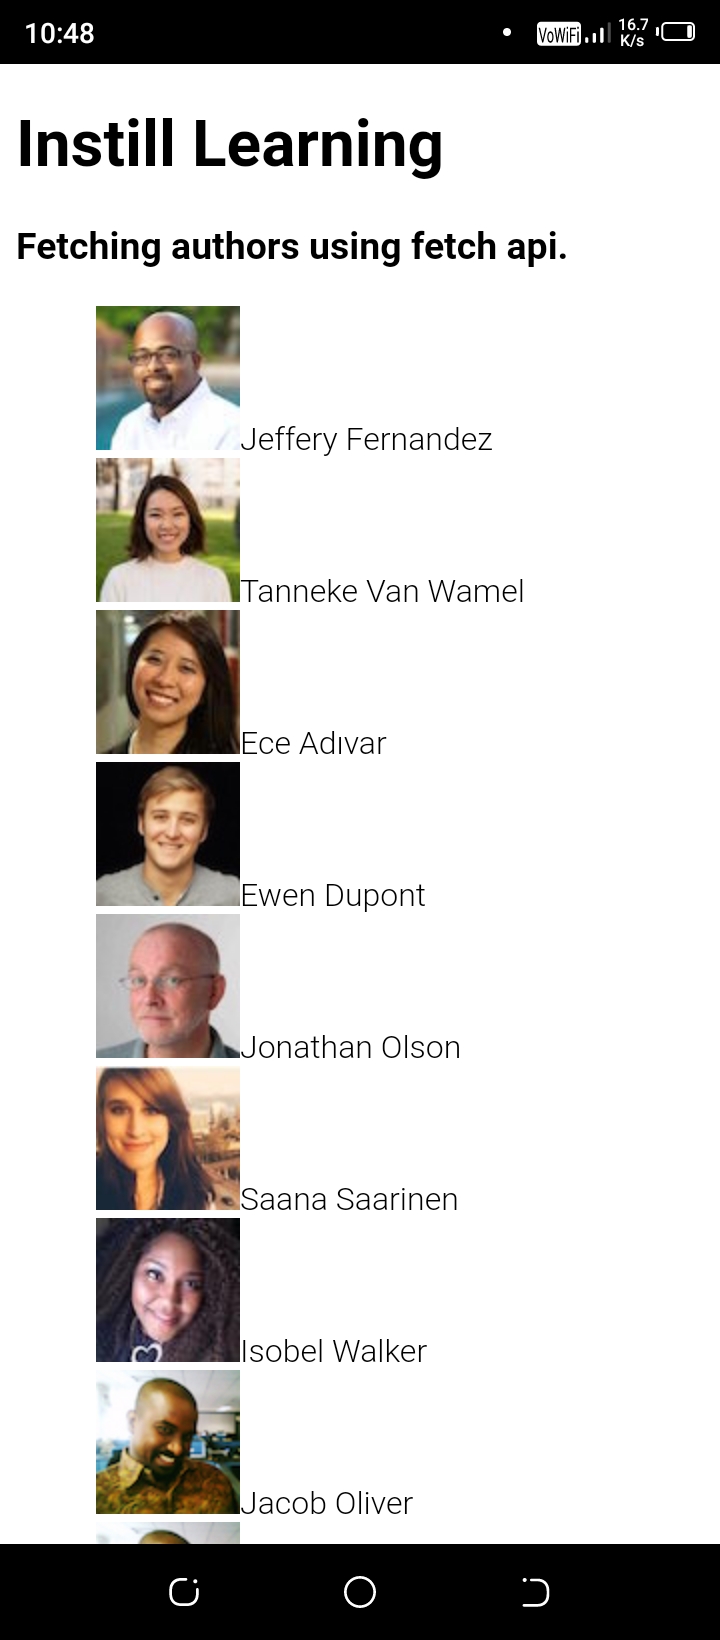 10:48
VoWiFi
16.7
K/s
Instill Learning
Fetching authors using fetch api.
Jeffery Fernandez
Tanneke Van Wamel
Ece Adıvar
Ewen Dupont
Jonathan Olson
Saana Saarinen
Isobel Walker
Jacob Oliver